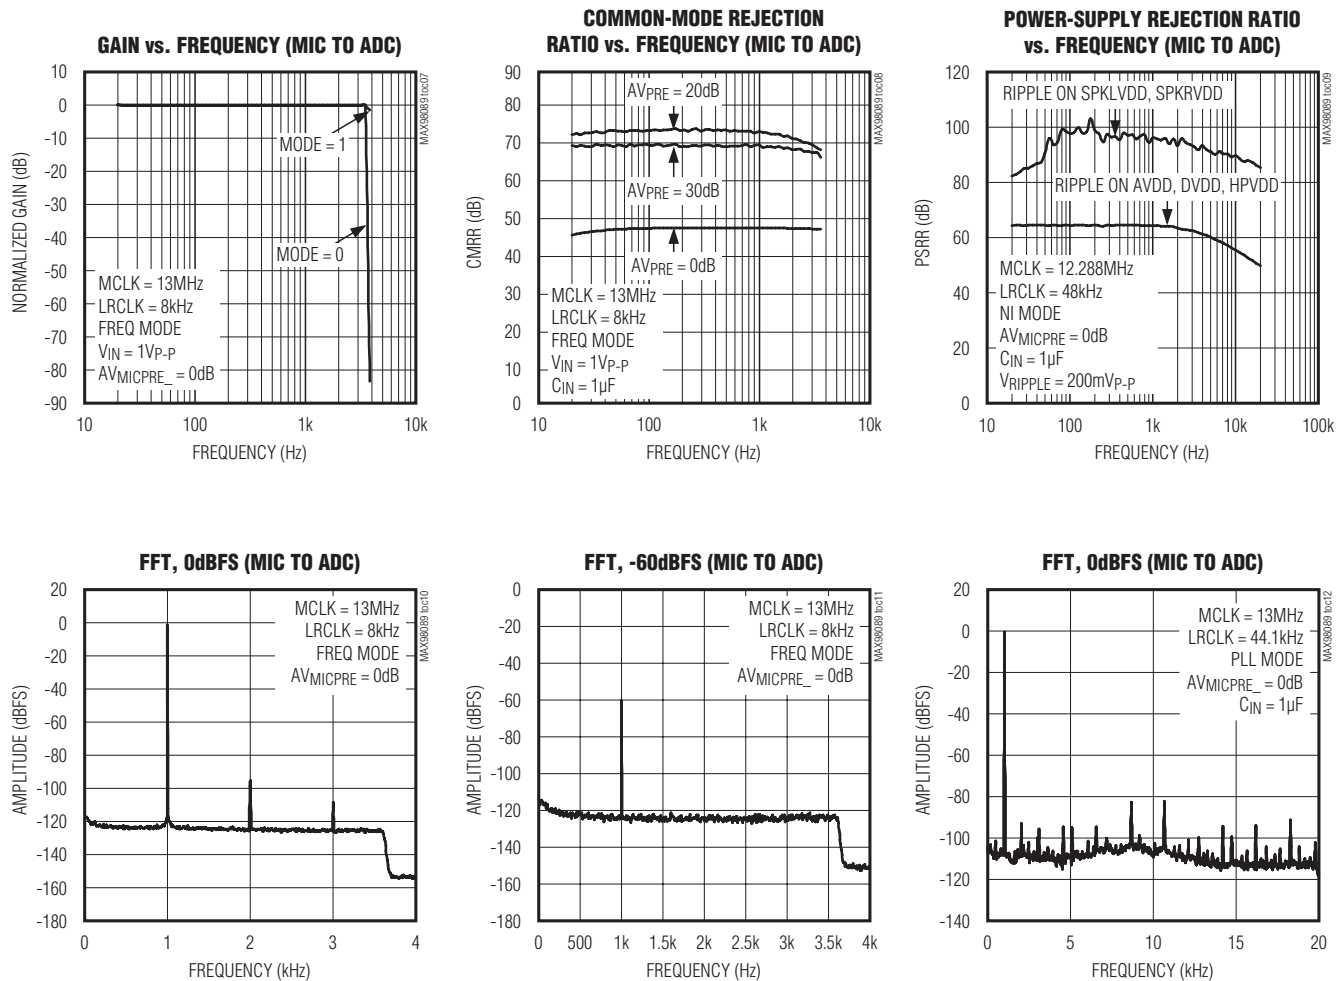 GAIN vs. FREQUENCY (MIC TO ADC)
10
0
-10
-20
-30
-40
-50
-60
-70
-80
-90
NORMALIZED GAIN (dB)
MODE = 1
MODE = 0
MCLK = 13MHz
LRCLK = 8kHz
FREQ MODE
VIN = 1VP-P
AVMICPRE_ = 0dB
10 100 1k 10k
FREQUENCY (Hz)
MAX98089 toc07
COMMON-MODE REJECTION
RATIO vs. FREQUENCY (MIC TO ADC)
90
80
70
60
50
40
30
20
10
0
CMRR (dB)
AVPRE = 20dB
AVPRE = 30dB
AVPRE = 0dB
MCLK = 13MHz
LRCLK = 8kHz
FREQ MODE
VIN = 1VP-P
CIN = 1µF
10 100 1k 10k
FREQUENCY (Hz)
MAX98089 toc08
POWER-SUPPLY REJECTION RATIO
vs. FREQUENCY (MIC TO ADC)
120
100
80
60
40
20
0
PSRR (dB)
RIPPLE ON SPKLVDD, SPKRVDD
RIPPLE ON AVDD, DVDD, HPVDD
MCLK = 12.288MHz
LRCLK = 48kHz
NI MODE
AVMICPRE = 0dB
CIN = 1µF
VRIPPLE = 200mVP-P
10 100 1k 10k 100k
FREQUENCY (Hz)
MAX98089 toc09
FFT, 0dBFS (MIC TO ADC)
20
0
-20
-40
-60
-80
-100
-120
-140
-160
-180
AMPLITUDE (dBFS)
MCLK = 13MHz
LRCLK = 8kHz
FREQ MODE
AVMICPRE = 0dB
0 1 2 3 4
FREQUENCY (kHz)
MAX98089 toc10
FFT, -60dBFS (MIC TO ADC)
0
-20
-40
-60
-80
-100
-120
-140
-160
-180
AMPLITUDE (dBFS)
MCLK = 13MHz
LRCLK = 8kHz
FREQ MODE
AVMICPRE_ = 0dB
0 500 1k 1.5k 2k 2.5k 3k 3.5k 4k
FREQUENCY (Hz)
MAX98089 toc11
FFT, 0dBFS (MIC TO ADC)
20
0
-20
-40
-60
-80
-100
-120
-140
AMPLITUDE (dBFS)
MCLK = 13MHz
LRCLK = 44.1kHz
PLL MODE
AVMICPRE_ = 0dB
CIN = 1µF
0 5 10 15 20
FREQUENCY (kHz)
MAX98089 toc12